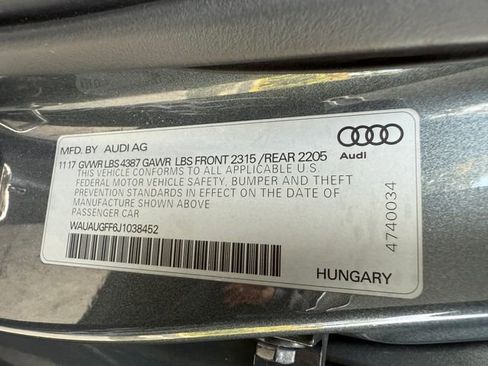 MFD. BY AUDI AG
11 17 GVWR LBS 4387 GAWR LBS FRONT 2315 / REAR 2205
THIS VEHICLE CONFORMS TO ALL APPLICABLE U.S.
FEDERAL MOTOR VEHICLE SAFETY, BUMPER AND THEFT
PREVENTION STANDARDS IN EFFECT ON THE DATE OF
MANUFACTURE SHOWN ABOVE
PASSENGER CAR
WAUAUGFF6J1038452
Audi
4740034
HUNGARY